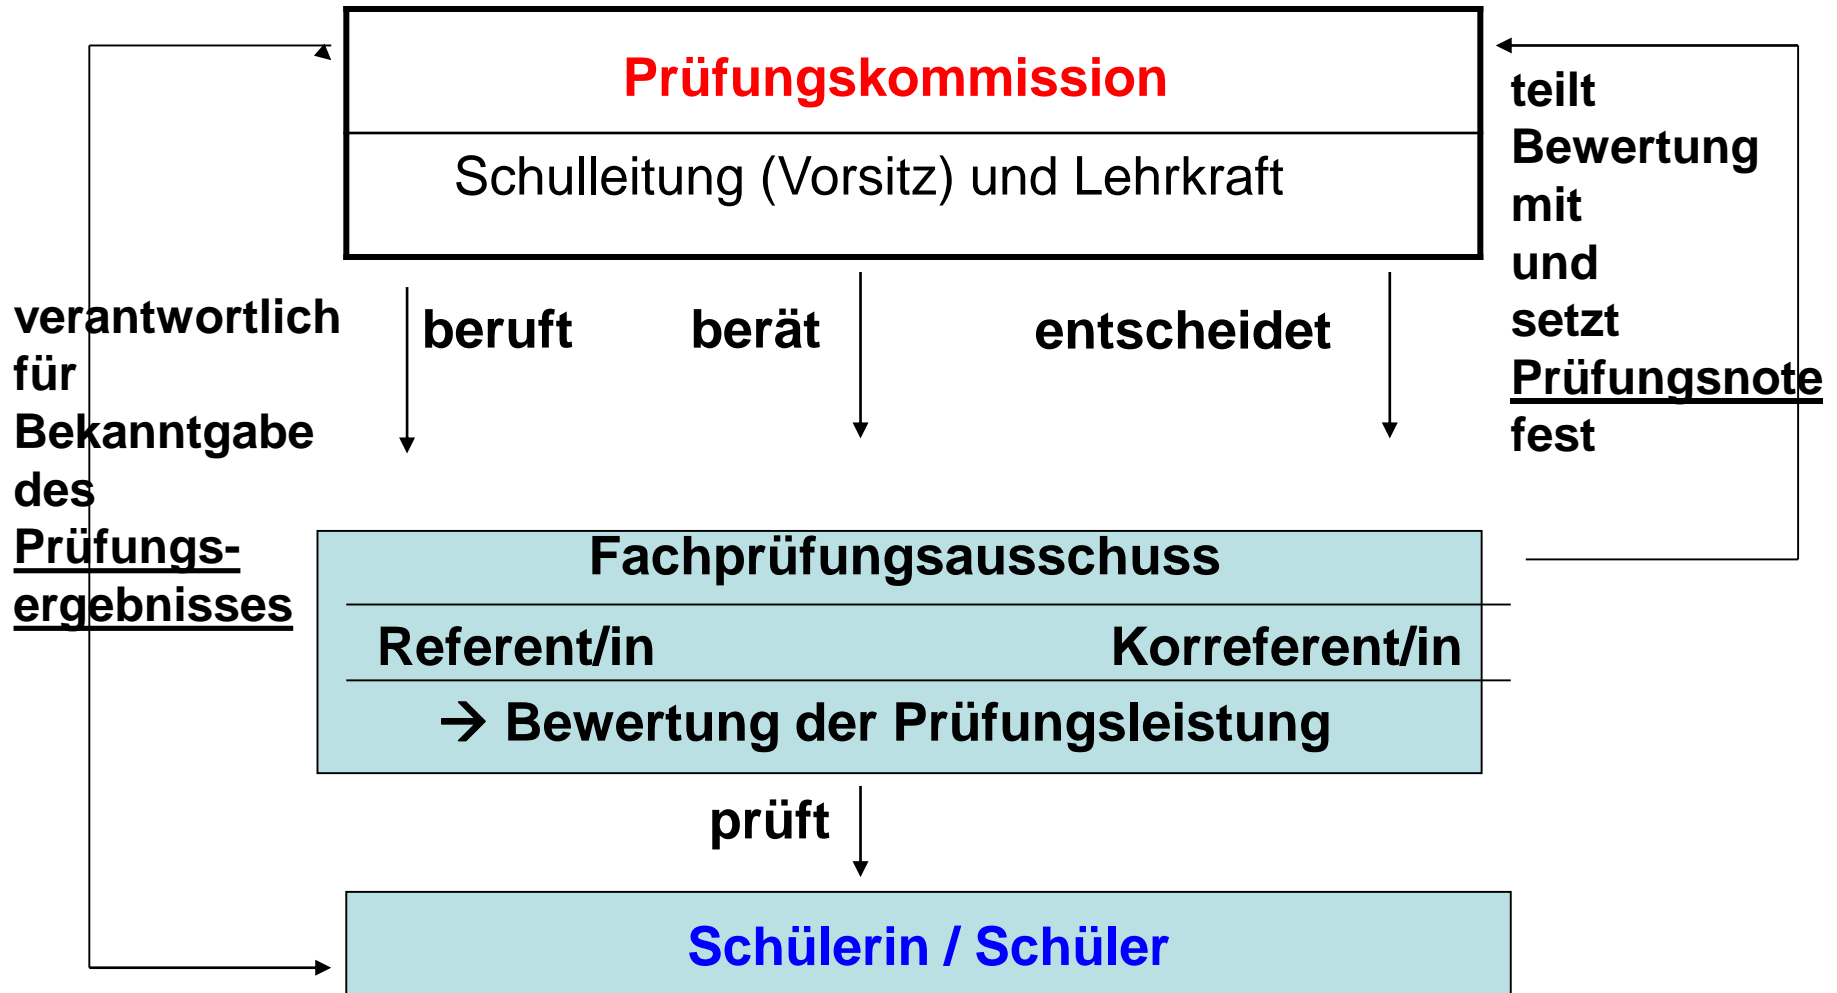 Prüfungskommission
Schulleitung (Vorsitz) und Lehrkraft
teilt
Bewertung
mit
und
setzt
Prüfungsnote
fest
verantwortlich
für
Bekanntgabe
des
Prüfungs-
ergebnisses
beruft
berät
entscheidet
Fachprüfungsausschuss
Referent/in Korreferent/in
→ Bewertung der Prüfungsleistung
prüft
Schülerin / Schüler